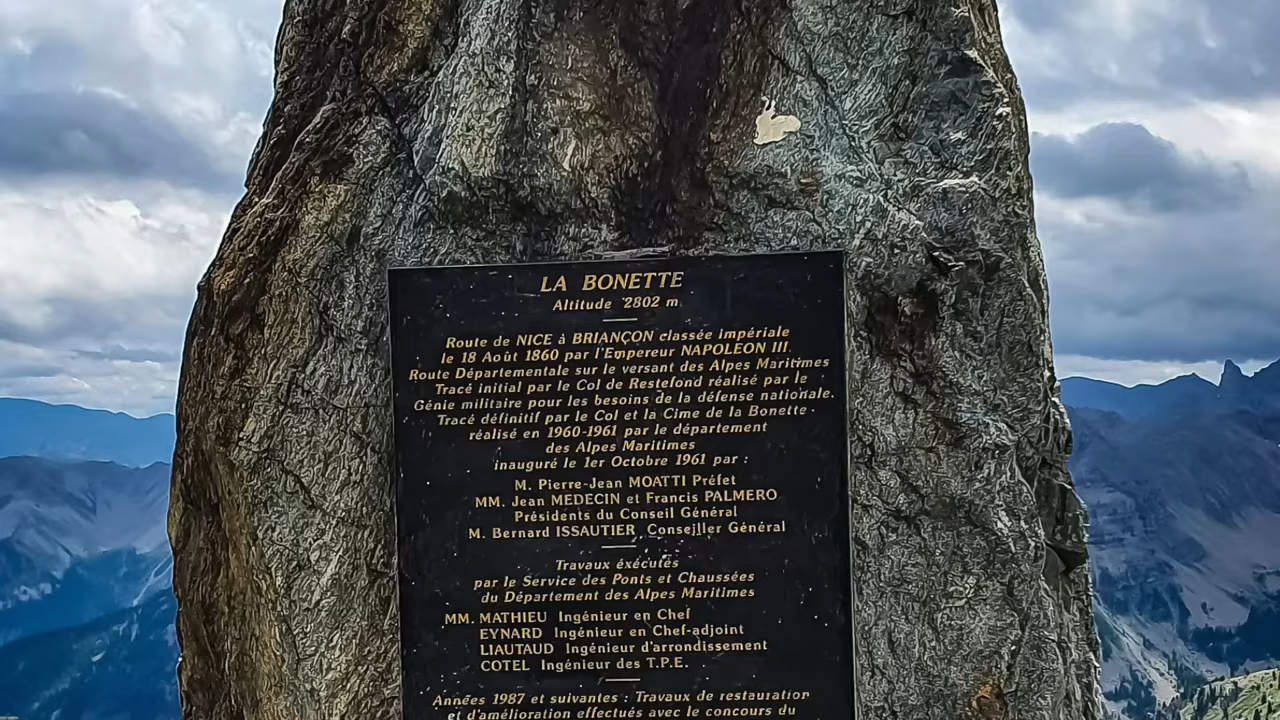 LA BONETTE
Altitude 2802 m
Route de NICE à BRIANÇON classée impériale
le 18 Août 1860 par l'Empereur NAPOLEON III.
Route Départementale sur le versant des Alpes Maritimes
Tracé initial par le Col de Restefond réalisé par le
Génie militaire pour les besoins de la défense nationale.
Tracé définitif par le Col et la Cime de la Bonette.
réalisé en 1960-1961 par le département
des Alpes Maritimes
inauguré le 1er Octobre 1961 par :
M. Pierre-Jean MOATTI Préfet
MM. Jean MEDECIN et Francis PALMERO
Présidents du Conseil Général
M. Bernard ISSAUTIER Conseiller Général
Travaux éxécutés
par le Service des Ponts et Chaussées
du Département des Alpes Maritimes
MM. MATHIEU Ingénieur en Chef
EYNARD Ingénieur en Chef-adjoint
LIAUTAUD Ingénieur d'arrondissement
COTEL Ingénieur des T.P.E.
Années 1987 et suivantes : Travaux de restauration
et d'amélioration effectués avec le concours du